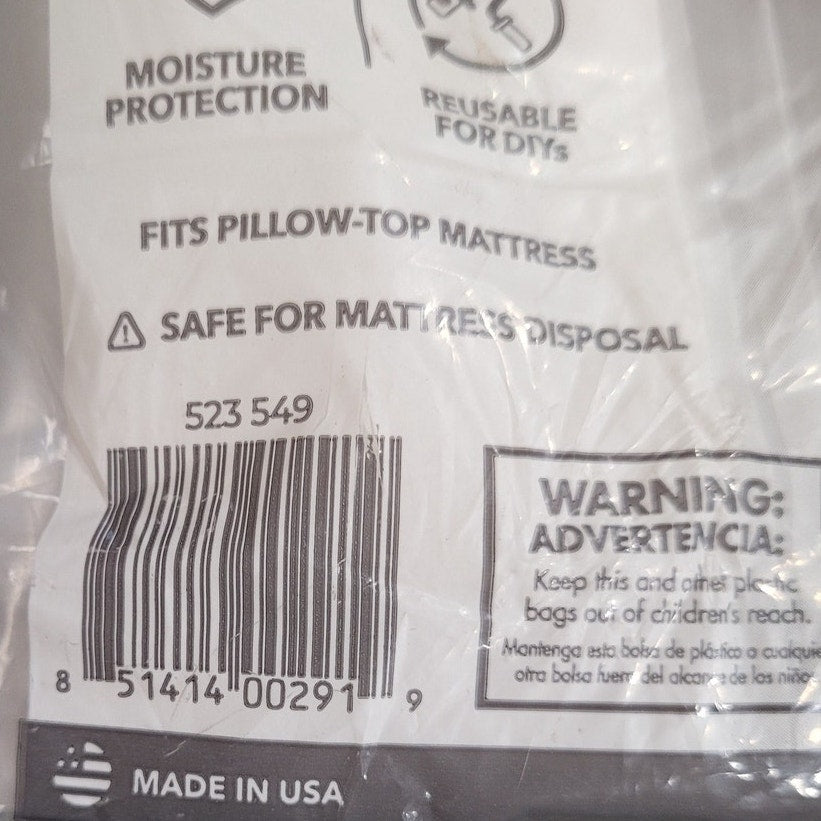 MOISTURE
PROTECTION
REUSABLE
FOR DIYs
FITS PILLOW-TOP MATTRESS
SAFE FOR MATTRESS DISPOSAL
523 549
8 51414 00291 9
WARNING:
ADVERTENCIA:
Keep this and other plastic
bags out of children's reach.
Mantenga esta bolsa de plástico o cualquie
otra bolsa fuera del alcance de los niño
MADE IN USA